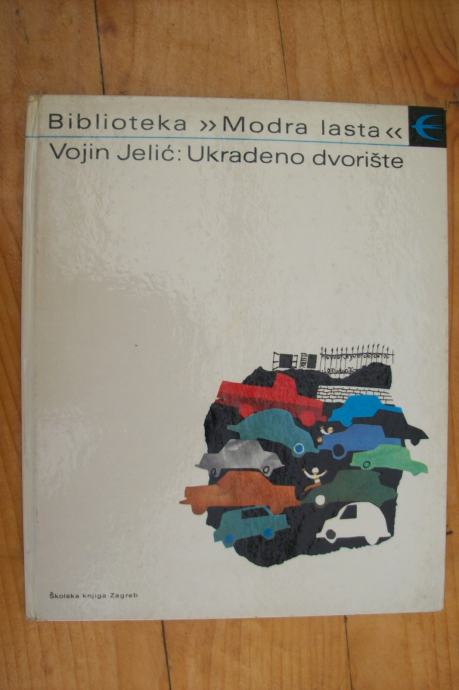 Biblioteka »Modra lasta«
Vojin Jelić: Ukradeno dvorište
Školska knjiga Zagreb